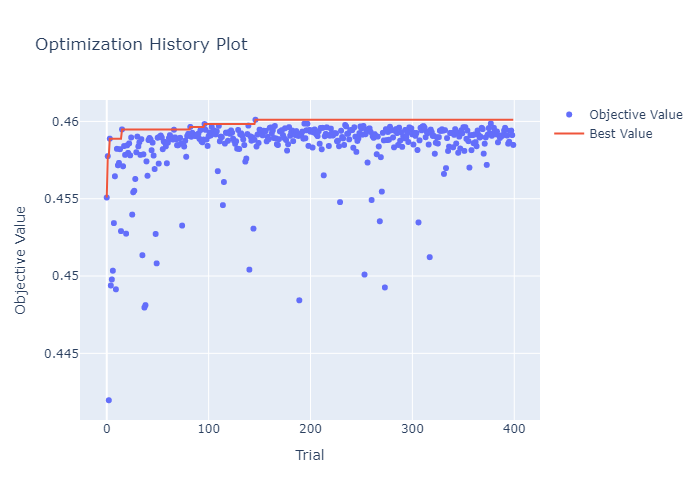 Optimization History Plot
Objective Value
Best Value
0.46
0.455
0.45
0.445
Objective Value
0
100
200
300
400
Trial